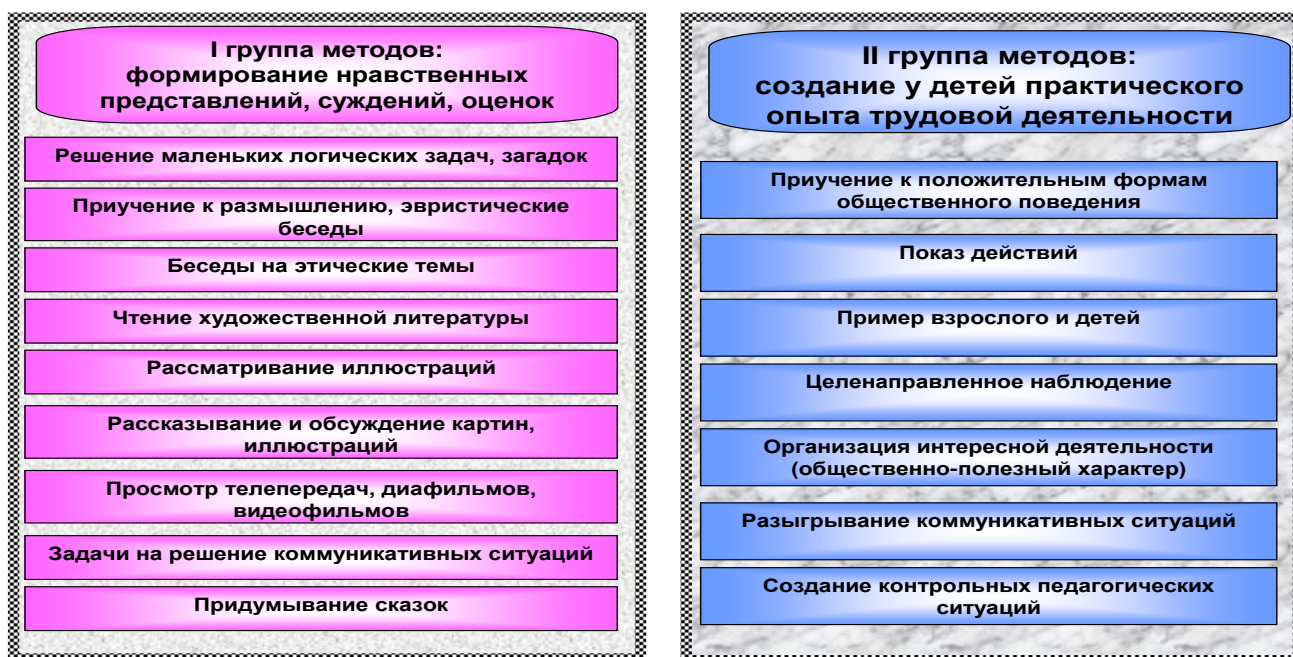 I группа методов:
формирование нравственных
представлений, суждений, оценок
Решение маленьких логических задач, загадок
Приучение к размышлению, эвристические
беседы
Беседы на этические темы
Чтение художественной литературы
Рассматривание иллюстраций
Рассказывание и обсуждение картин,
иллюстраций
Просмотр телепередач, диафильмов,
видеофильмов
Задачи на решение коммуникативных ситуаций
Придумывание сказок
II группа методов:
создание у детей практического
опыта трудовой деятельности
Приучение к положительным формам
общественного поведения
Показ действий
Пример взрослого и детей
Целенаправленное наблюдение
Организация интересной деятельности
(общественно-полезный характер)
Разыгрывание коммуникативных ситуаций
Создание контрольных педагогических
ситуаций